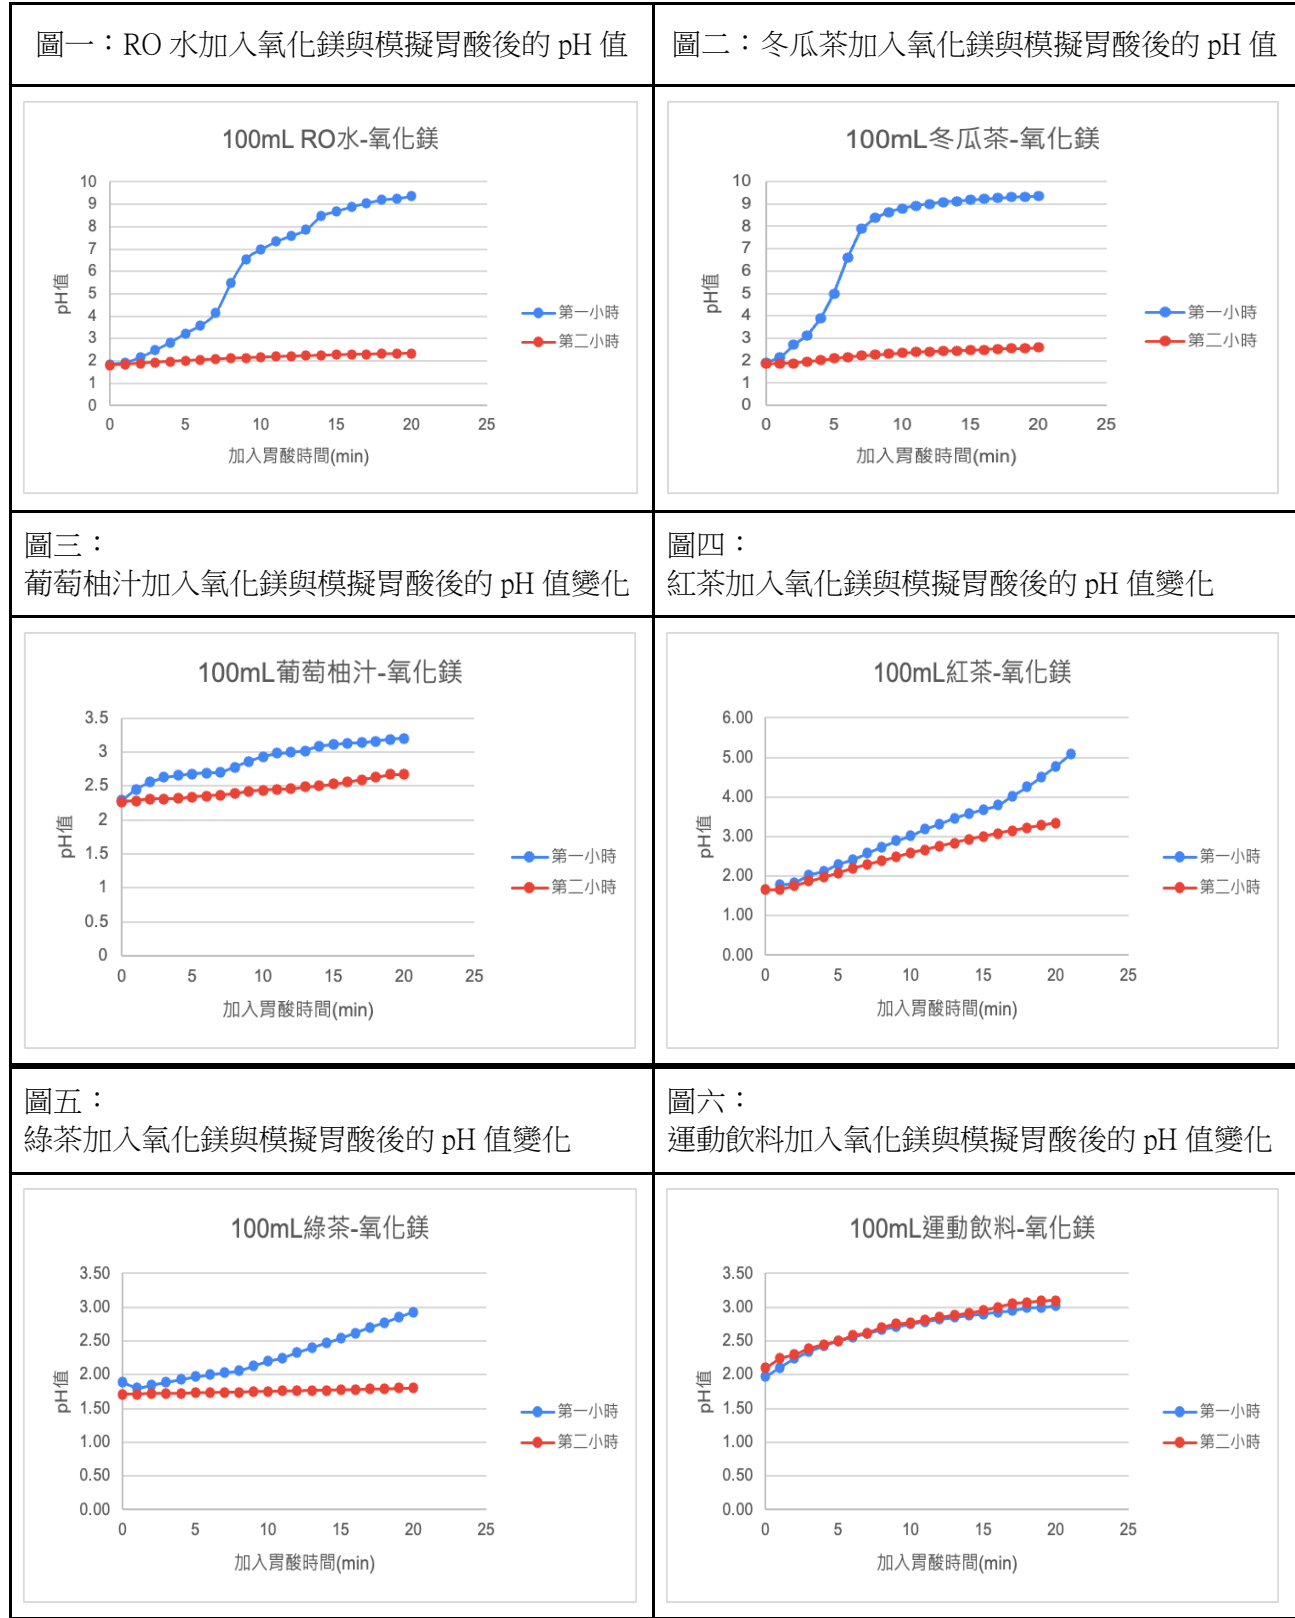 圖一：RO 水加入氧化鎂與模擬胃酸後的 pH 值
圖二：冬瓜茶加入氧化鎂與模擬胃酸後的 pH 值
100mL RO水-氧化鎂
10
9
8
7
6
5
4
3
2
1
0
pH值
0 5 10 15 20 25
加入胃酸時間(min)
第一小時
第二小時
100mL冬瓜茶-氧化鎂
10
9
8
7
6
5
4
3
2
1
0
pH值
0 5 10 15 20 25
加入胃酸時間(min)
第一小時
第二小時
圖三：
葡萄柚汁加入氧化鎂與模擬胃酸後的 pH 值變化
圖四：
紅茶加入氧化鎂與模擬胃酸後的 pH 值變化
100mL葡萄柚汁-氧化鎂
3.5
3
2.5
2
1.5
1
0.5
0
pH值
0 5 10 15 20 25
加入胃酸時間(min)
第一小時
第二小時
100mL紅茶-氧化鎂
6.00
5.00
4.00
3.00
2.00
1.00
0.00
pH值
0 5 10 15 20 25
加入胃酸時間(min)
第一小時
第二小時
圖五：
綠茶加入氧化鎂與模擬胃酸後的 pH 值變化
圖六：
運動飲料加入氧化鎂與模擬胃酸後的 pH 值變化
100mL綠茶-氧化鎂
3.50
3.00
2.50
2.00
1.50
1.00
0.50
0.00
pH值
0 5 10 15 20 25
加入胃酸時間(min)
第一小時
第二小時
100mL運動飲料-氧化鎂
3.50
3.00
2.50
2.00
1.50
1.00
0.50
0.00
pH值
0 5 10 15 20 25
加入胃酸時間(min)
第一小時
第二小時